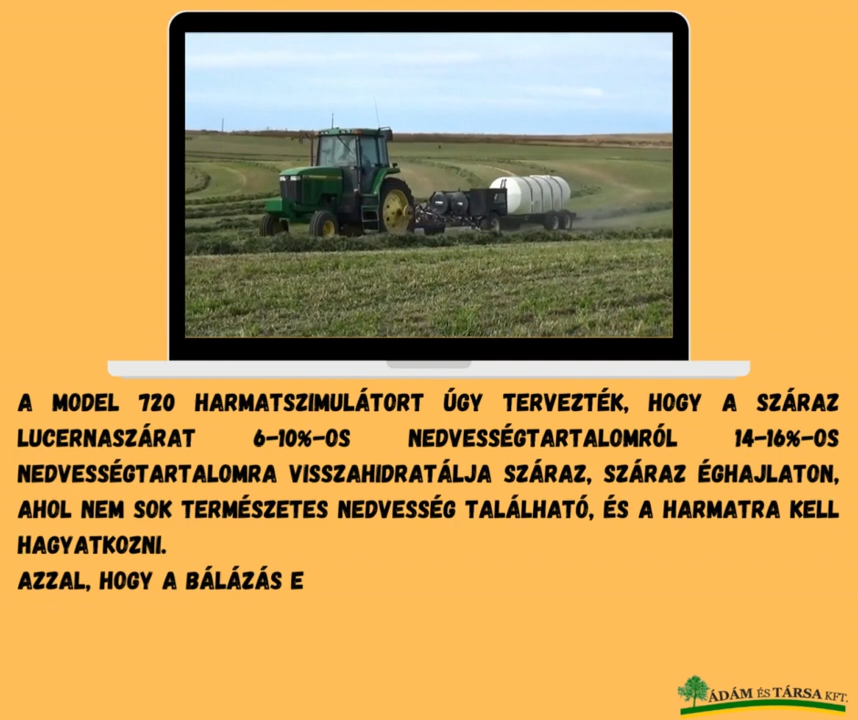 A MODEL 720 HARMATSZIMULÁTORT ÚGY TERVEZTÉK, HOGY A SZÁRAZ
LUCERNASZÁRAT 6-10%-OS NEDVESSÉGTARTALOMRÓL 14-16%-OS
NEDVESSÉGTARTALOMRA VISSZAHIDRATÁLJA SZÁRAZ, SZÁRAZ ÉGHAJLATON,
AHOL NEM SOK TERMÉSZETES NEDVESSÉG TALÁLHATÓ, ÉS A HARMATRA KELL
HAGYATKOZNI.
AZZAL, HOGY A BÁLÁZÁS E
ÁDÁM ÉS TÁRSA KFT.